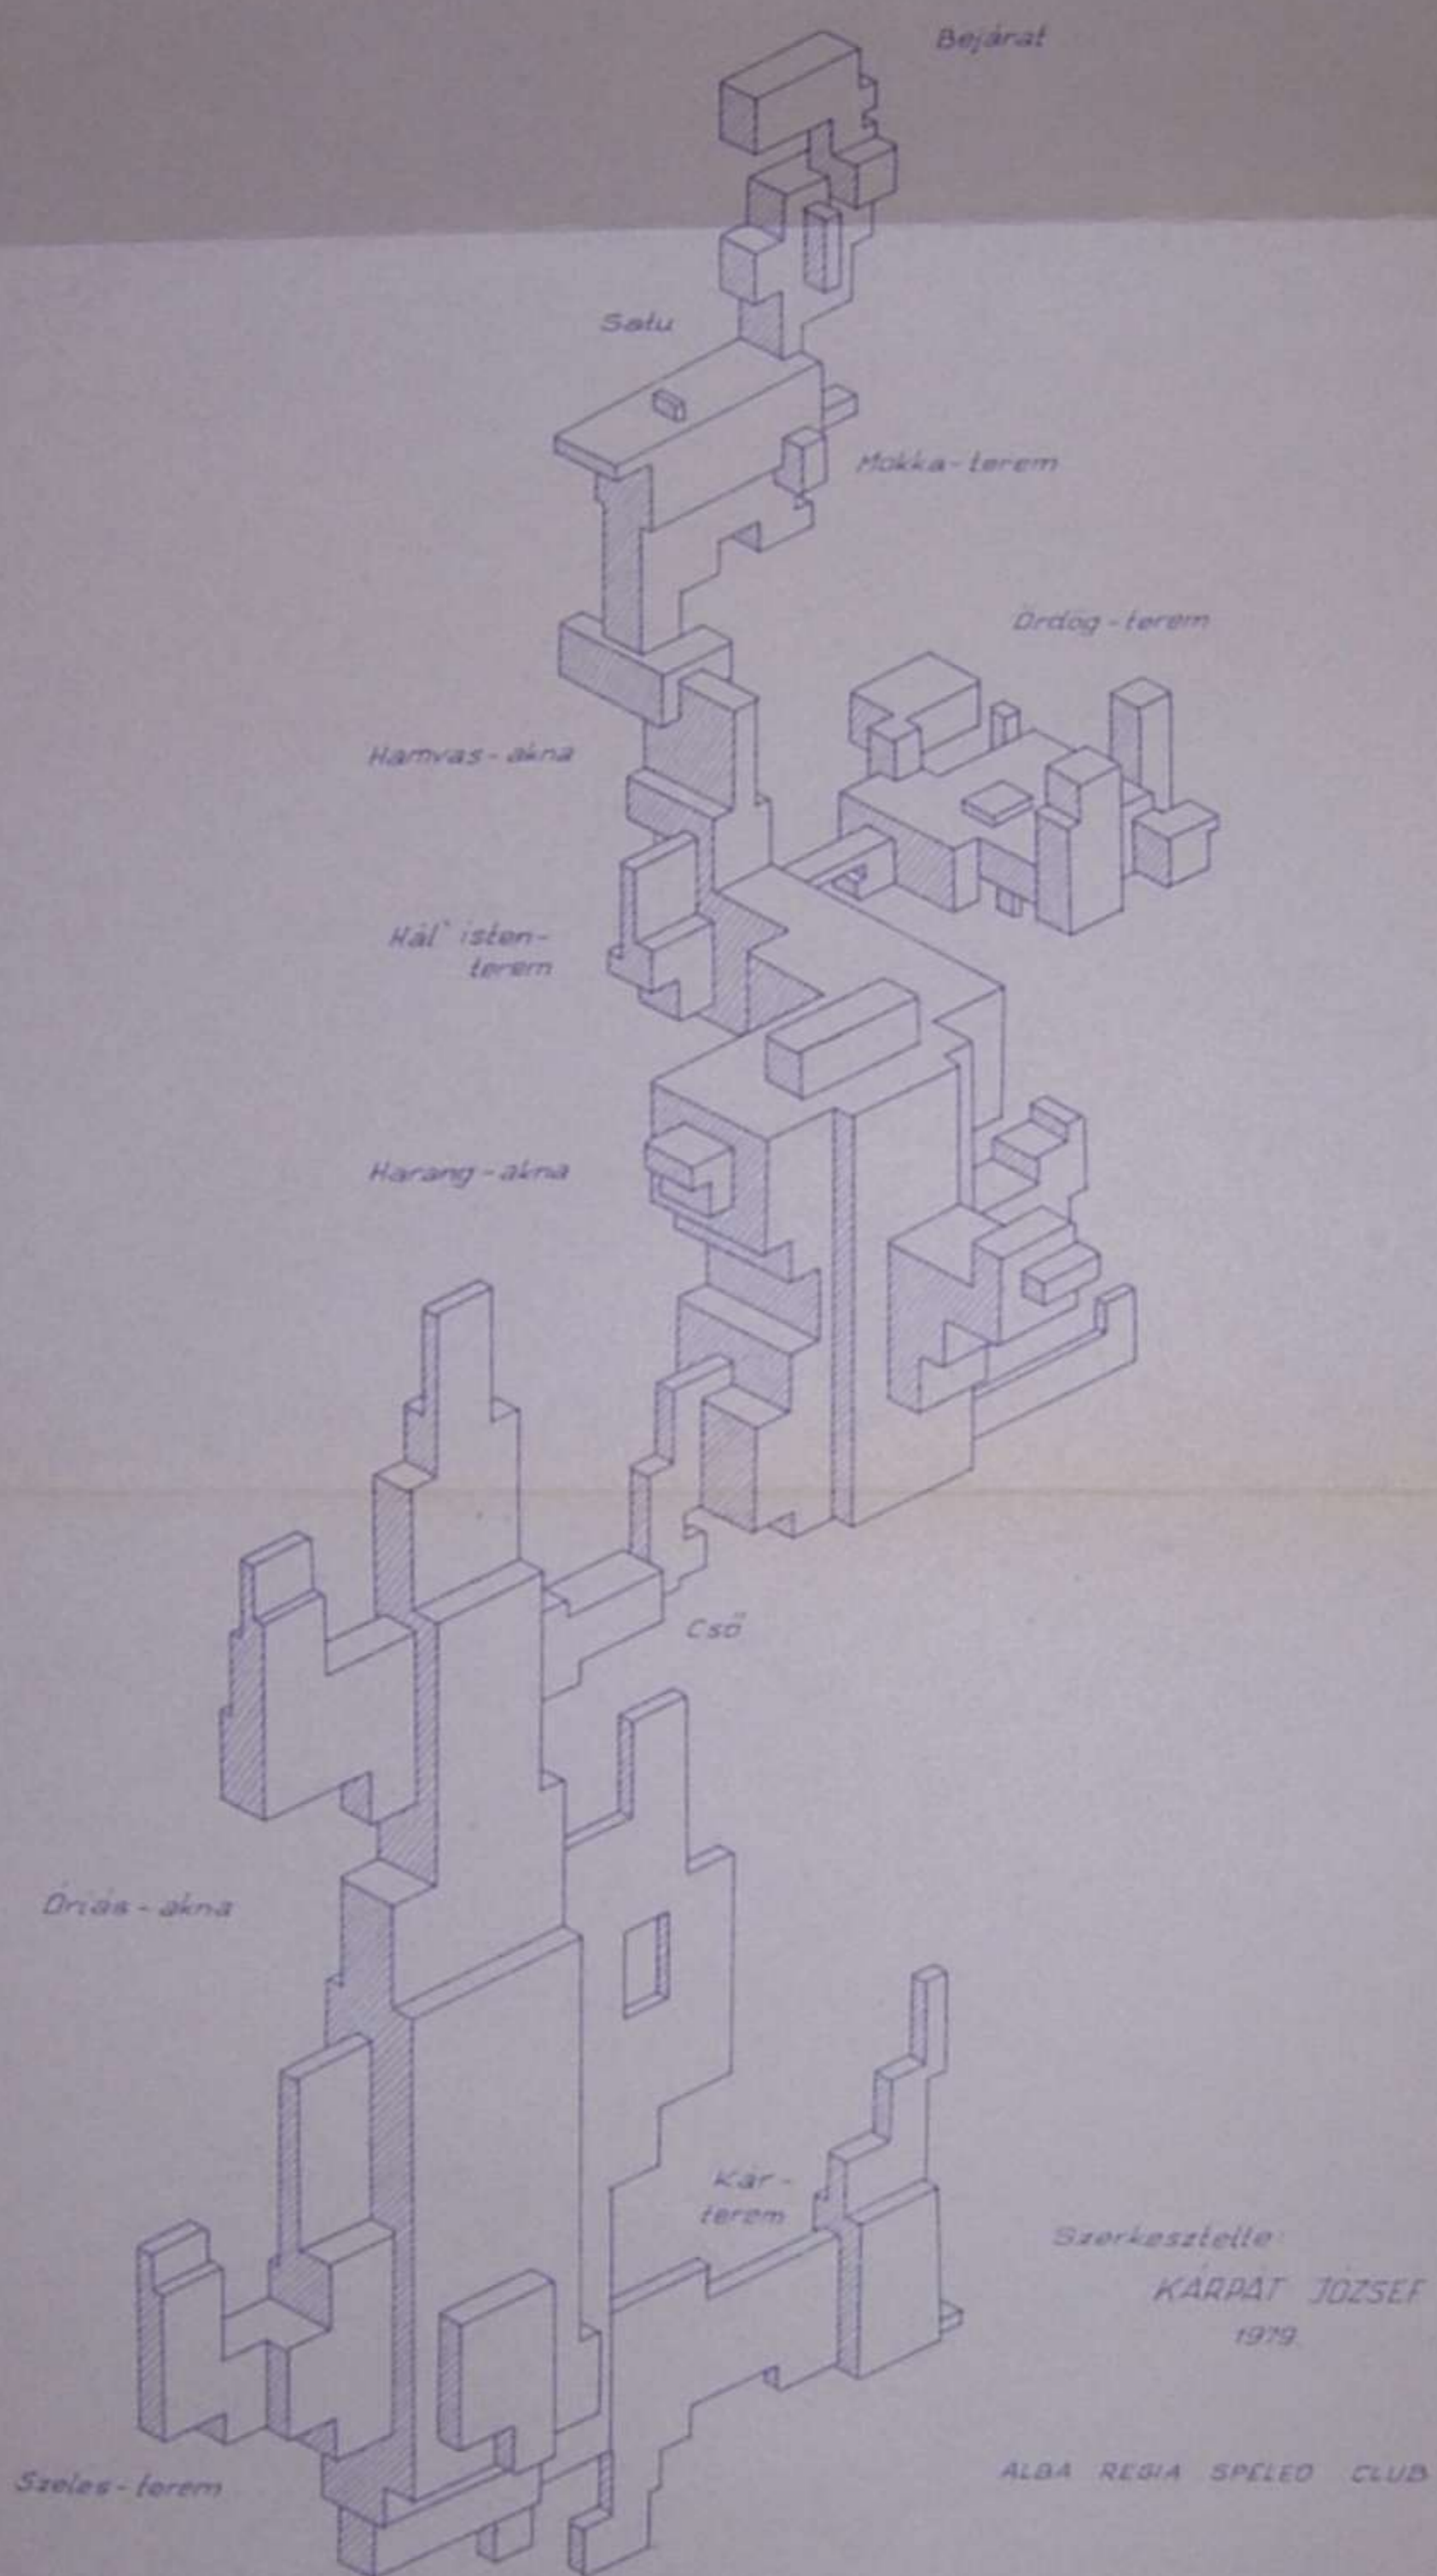 Bejárat
Satu
Mokka-terem
Ördög-terem
Hamvas-akna
Hál' isten-
terem
Harang-akna
Cső
Óriás-akna
Kár-
terem
Szerkesztette:
KÁRPÁT JÓZSEF
1979.
ALBA REGIA SPELEO CLUB
Szeles-terem